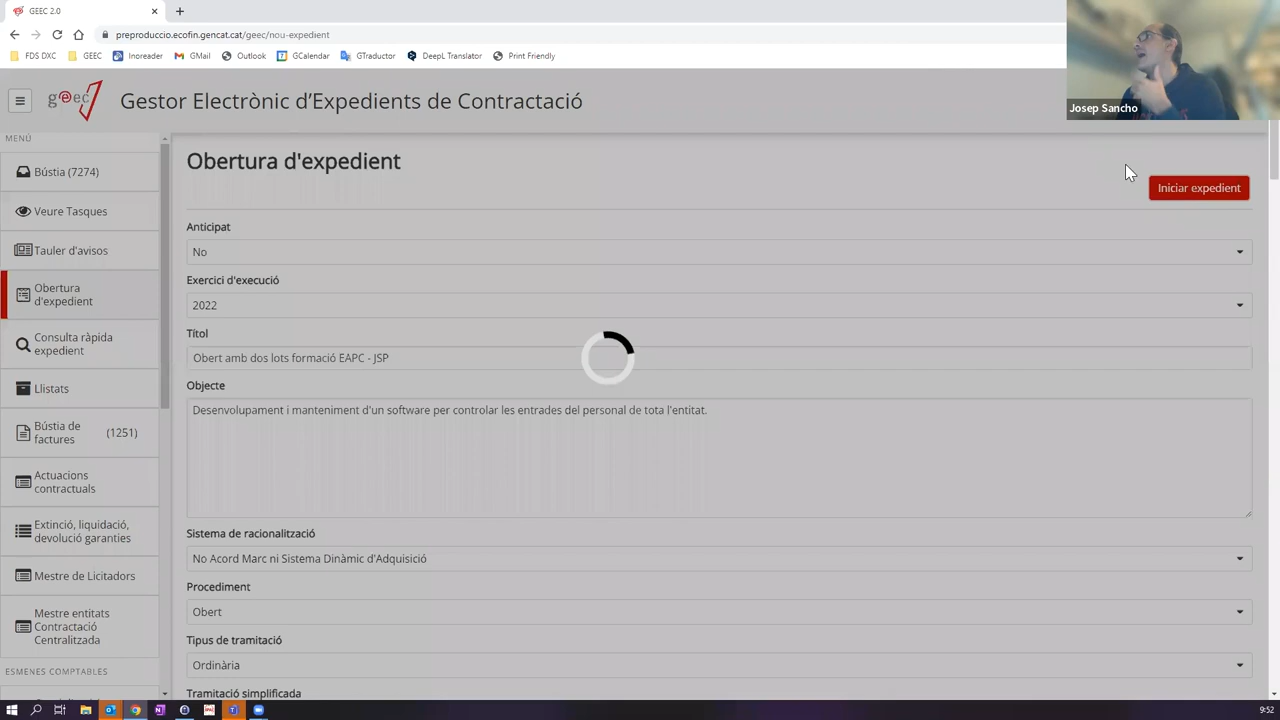 GEEC 2.0
preproduccio.ecofin.gencat.cat/geec/nou-expedient
FDS DXC
GEEC
Inoreader
GMail
Outlook
GCalendar
GTraductor
DeepL Translator
Print Friendly
Josep Sancho
geec
Gestor Electrònic d'Expedients de Contractació
MENÚ
Bústia (7274)
Veure Tasques
Tauler d'avisos
Obertura
d'expedient
Consulta ràpida
expedient
Llistats
Bústia de
factures
(1251)
Actuacions
contractuals
Extinció, liquidació,
devolució garanties
Mestre de Licitadors
Mestre entitats
Contractació
Centralitzada
ESMENES COMPTABLES
Obertura d'expedient
Iniciar expedient
Anticipat
No
Exercici d'execució
2022
Títol
Obert amb dos lots formació EAPC - JSP
Objecte
Desenvolupament i manteniment d'un software per controlar les entrades del personal de tota l'entitat.
Sistema de racionalització
No Acord Marc ni Sistema Dinàmic d'Adquisició
Procediment
Obert
Tipus de tramitació
Ordinària
Tramitació simplificada
9:52